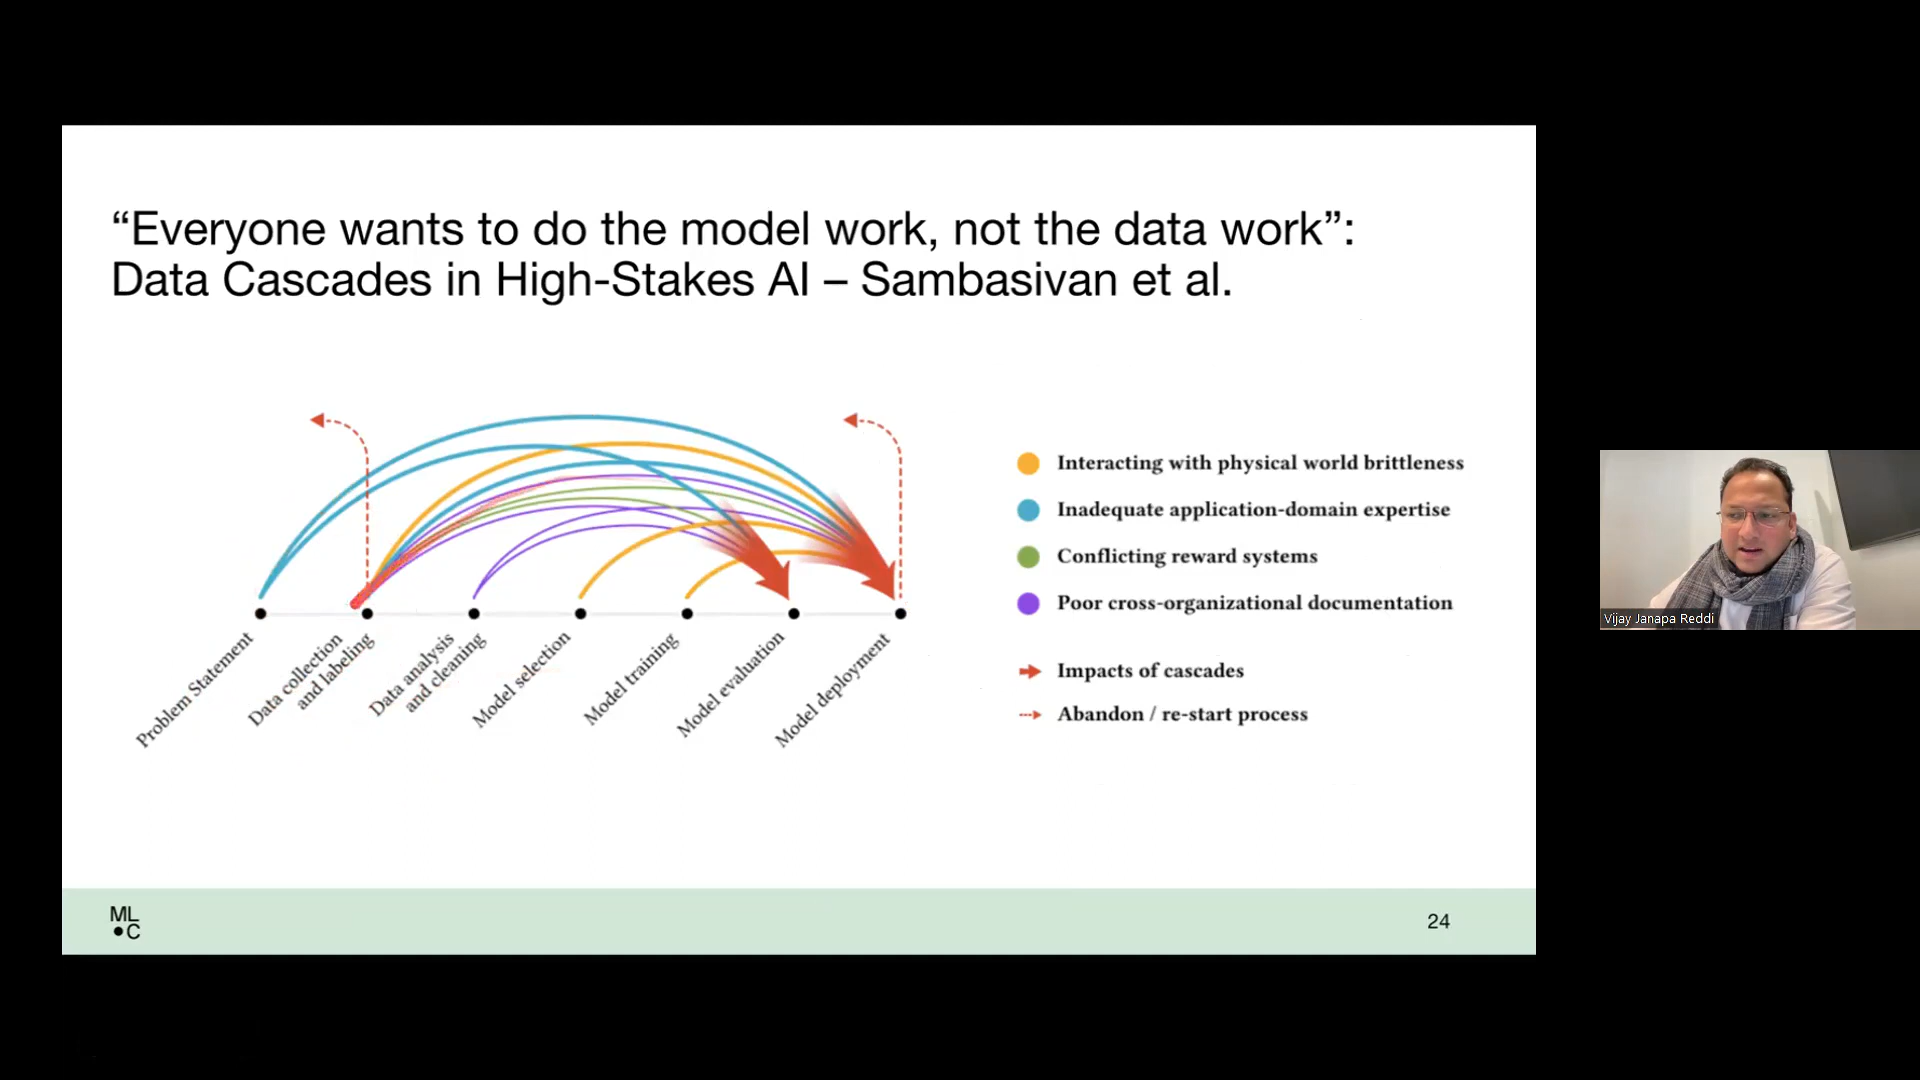 “Everyone wants to do the model work, not the data work”:
Data Cascades in High-Stakes AI – Sambasivan et al.
Interacting with physical world brittleness
Inadequate application-domain expertise
Conflicting reward systems
Poor cross-organizational documentation
Impacts of cascades
Abandon / re-start process
Problem Statement
Data collection
and labeling
Data analysis
and cleaning
Model selection
Model training
Model evaluation
Model deployment
ML
C
24
Vijay Janapa Reddi